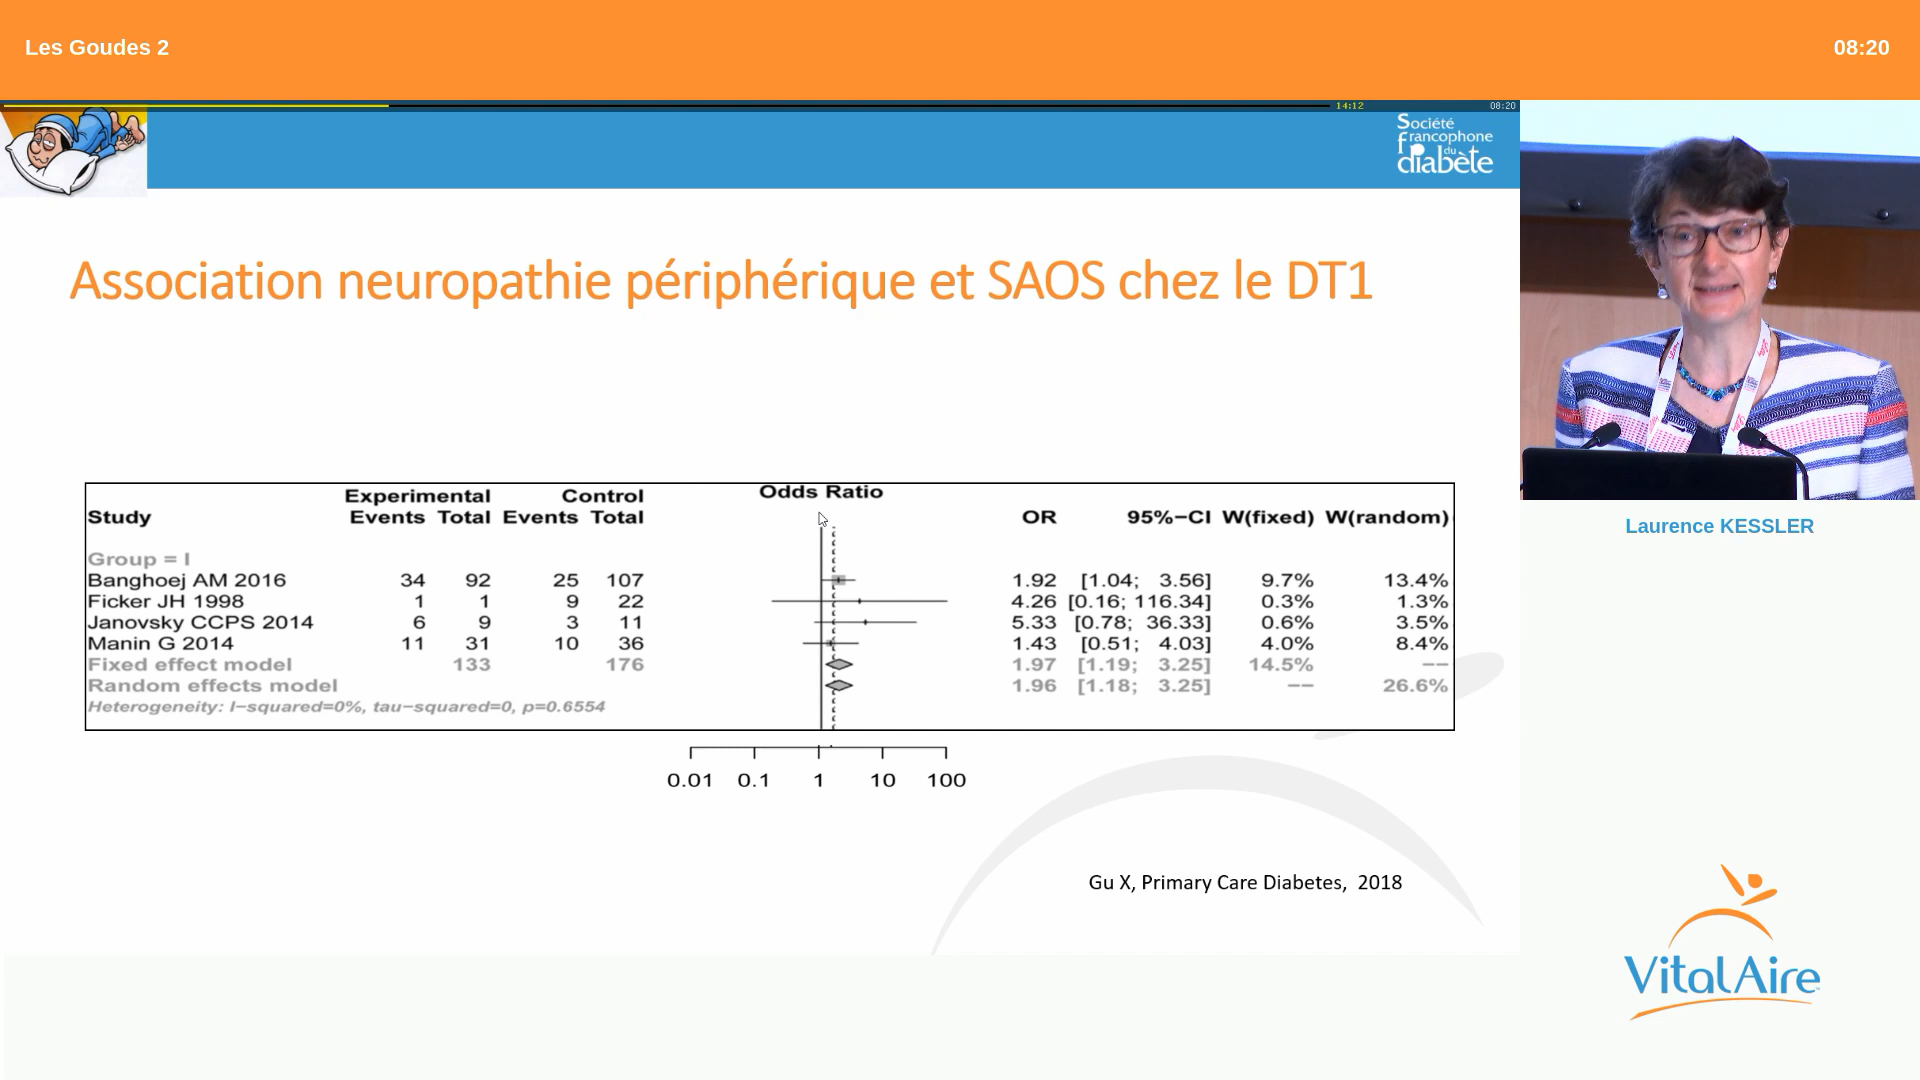 Les Goudes 2
08:20
14:12
08:20
Société
francophone
du
diabète
Association neuropathie périphérique et SAOS chez le DT1
Experimental Control Odds Ratio
Study Events Total Events Total OR 95%−CI W(fixed) W(random)
Group = I
Banghoej AM 2016 34 92 25 107 1.92 [1.04; 3.56] 9.7% 13.4%
Ficker JH 1998 1 1 9 22 4.26 [0.16; 116.34] 0.3% 1.3%
Janovsky CCPS 2014 6 9 3 11 5.33 [0.78; 36.33] 0.6% 3.5%
Manin G 2014 11 31 10 36 1.43 [0.51; 4.03] 4.0% 8.4%
Fixed effect model 133 176 1.97 [1.19; 3.25] 14.5% −−
Random effects model 1.96 [1.18; 3.25] −− 26.6%
Heterogeneity: I−squared=0%, tau−squared=0, p=0.6554
0.01 0.1 1 10 100
Gu X, Primary Care Diabetes, 2018
Laurence KESSLER
VitalAire